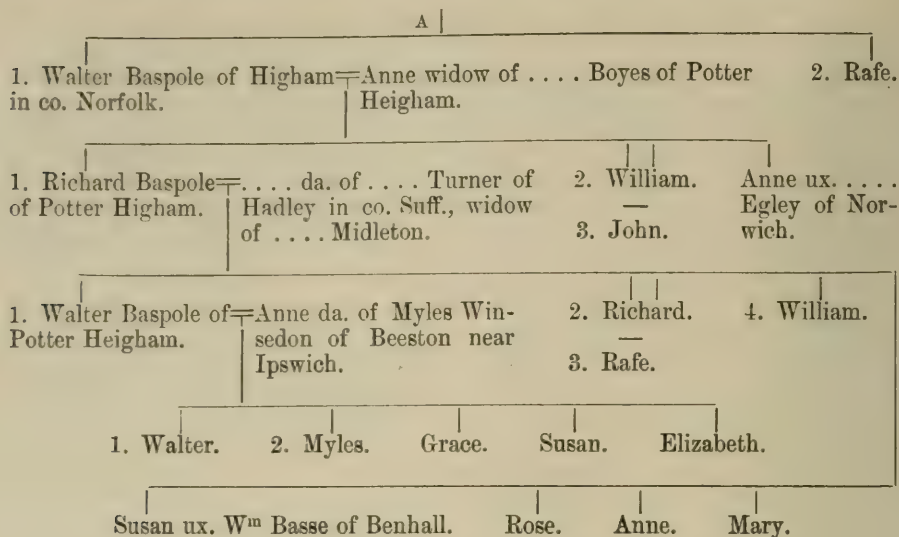 A
1. Walter Baspole of Higham=Anne widow of .... Boyes of Potter 2. Rafe.
in co. Norfolk. Heigham.
1. Richard Baspole=.... da. of .... Turner of 2. William. Anne ux. ....
of Potter Higham. Hadley in co. Suff., widow — Egley of Nor-
of .... Midleton. 3. John. wich.
1. Walter Baspole of=Anne da. of Myles Win- 2. Richard. 4. William.
Potter Heigham. sedon of Beeston near —
Ipswich. 3. Rafe.
1. Walter. 2. Myles. Grace. Susan. Elizabeth.
Susan ux. Wᵐ Basse of Benhall. Rose. Anne. Mary.